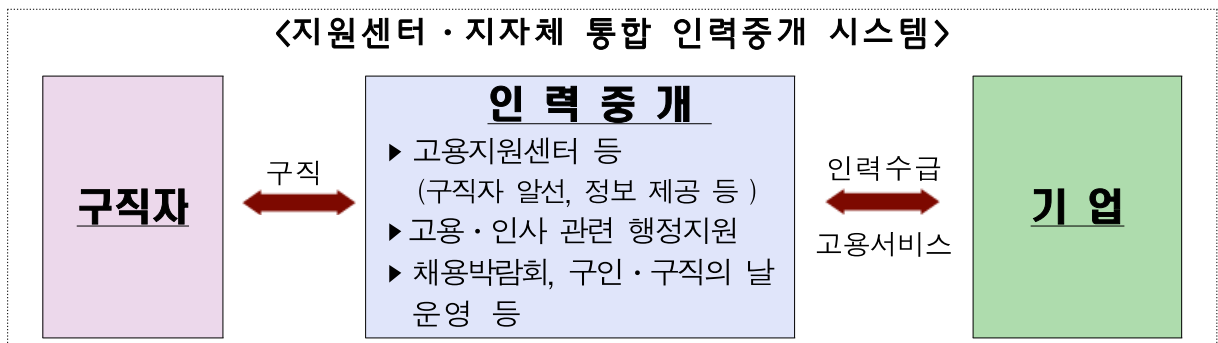 <지원센터・지자체 통합 인력중개 시스템>
구직자
구직
인 력 중 개
▶ 고용지원센터 등
(구직자 알선, 정보 제공 등 )
▶고용・인사 관련 행정지원
▶ 채용박람회, 구인・구직의 날
운영 등
인력수급
고용서비스
기 업